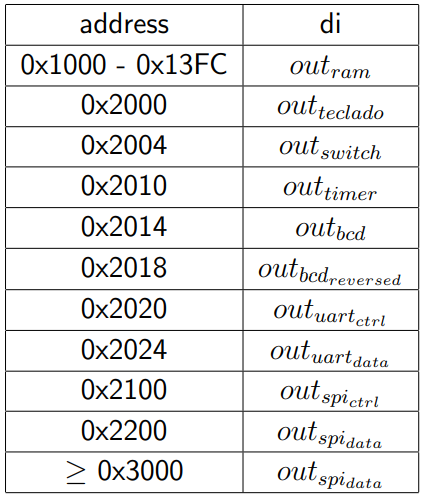 address di
0x1000 - 0x13FC out_{ram}
0x2000 out_{teclado}
0x2004 out_{switch}
0x2010 out_{timer}
0x2014 out_{bcd}
0x2018 out_{bcd_{reversed}}
0x2020 out_{uart_{ctrl}}
0x2024 out_{uart_{data}}
0x2100 out_{spi_{ctrl}}
0x2200 out_{spi_{data}}
≥ 0x3000 out_{spi_{data}}